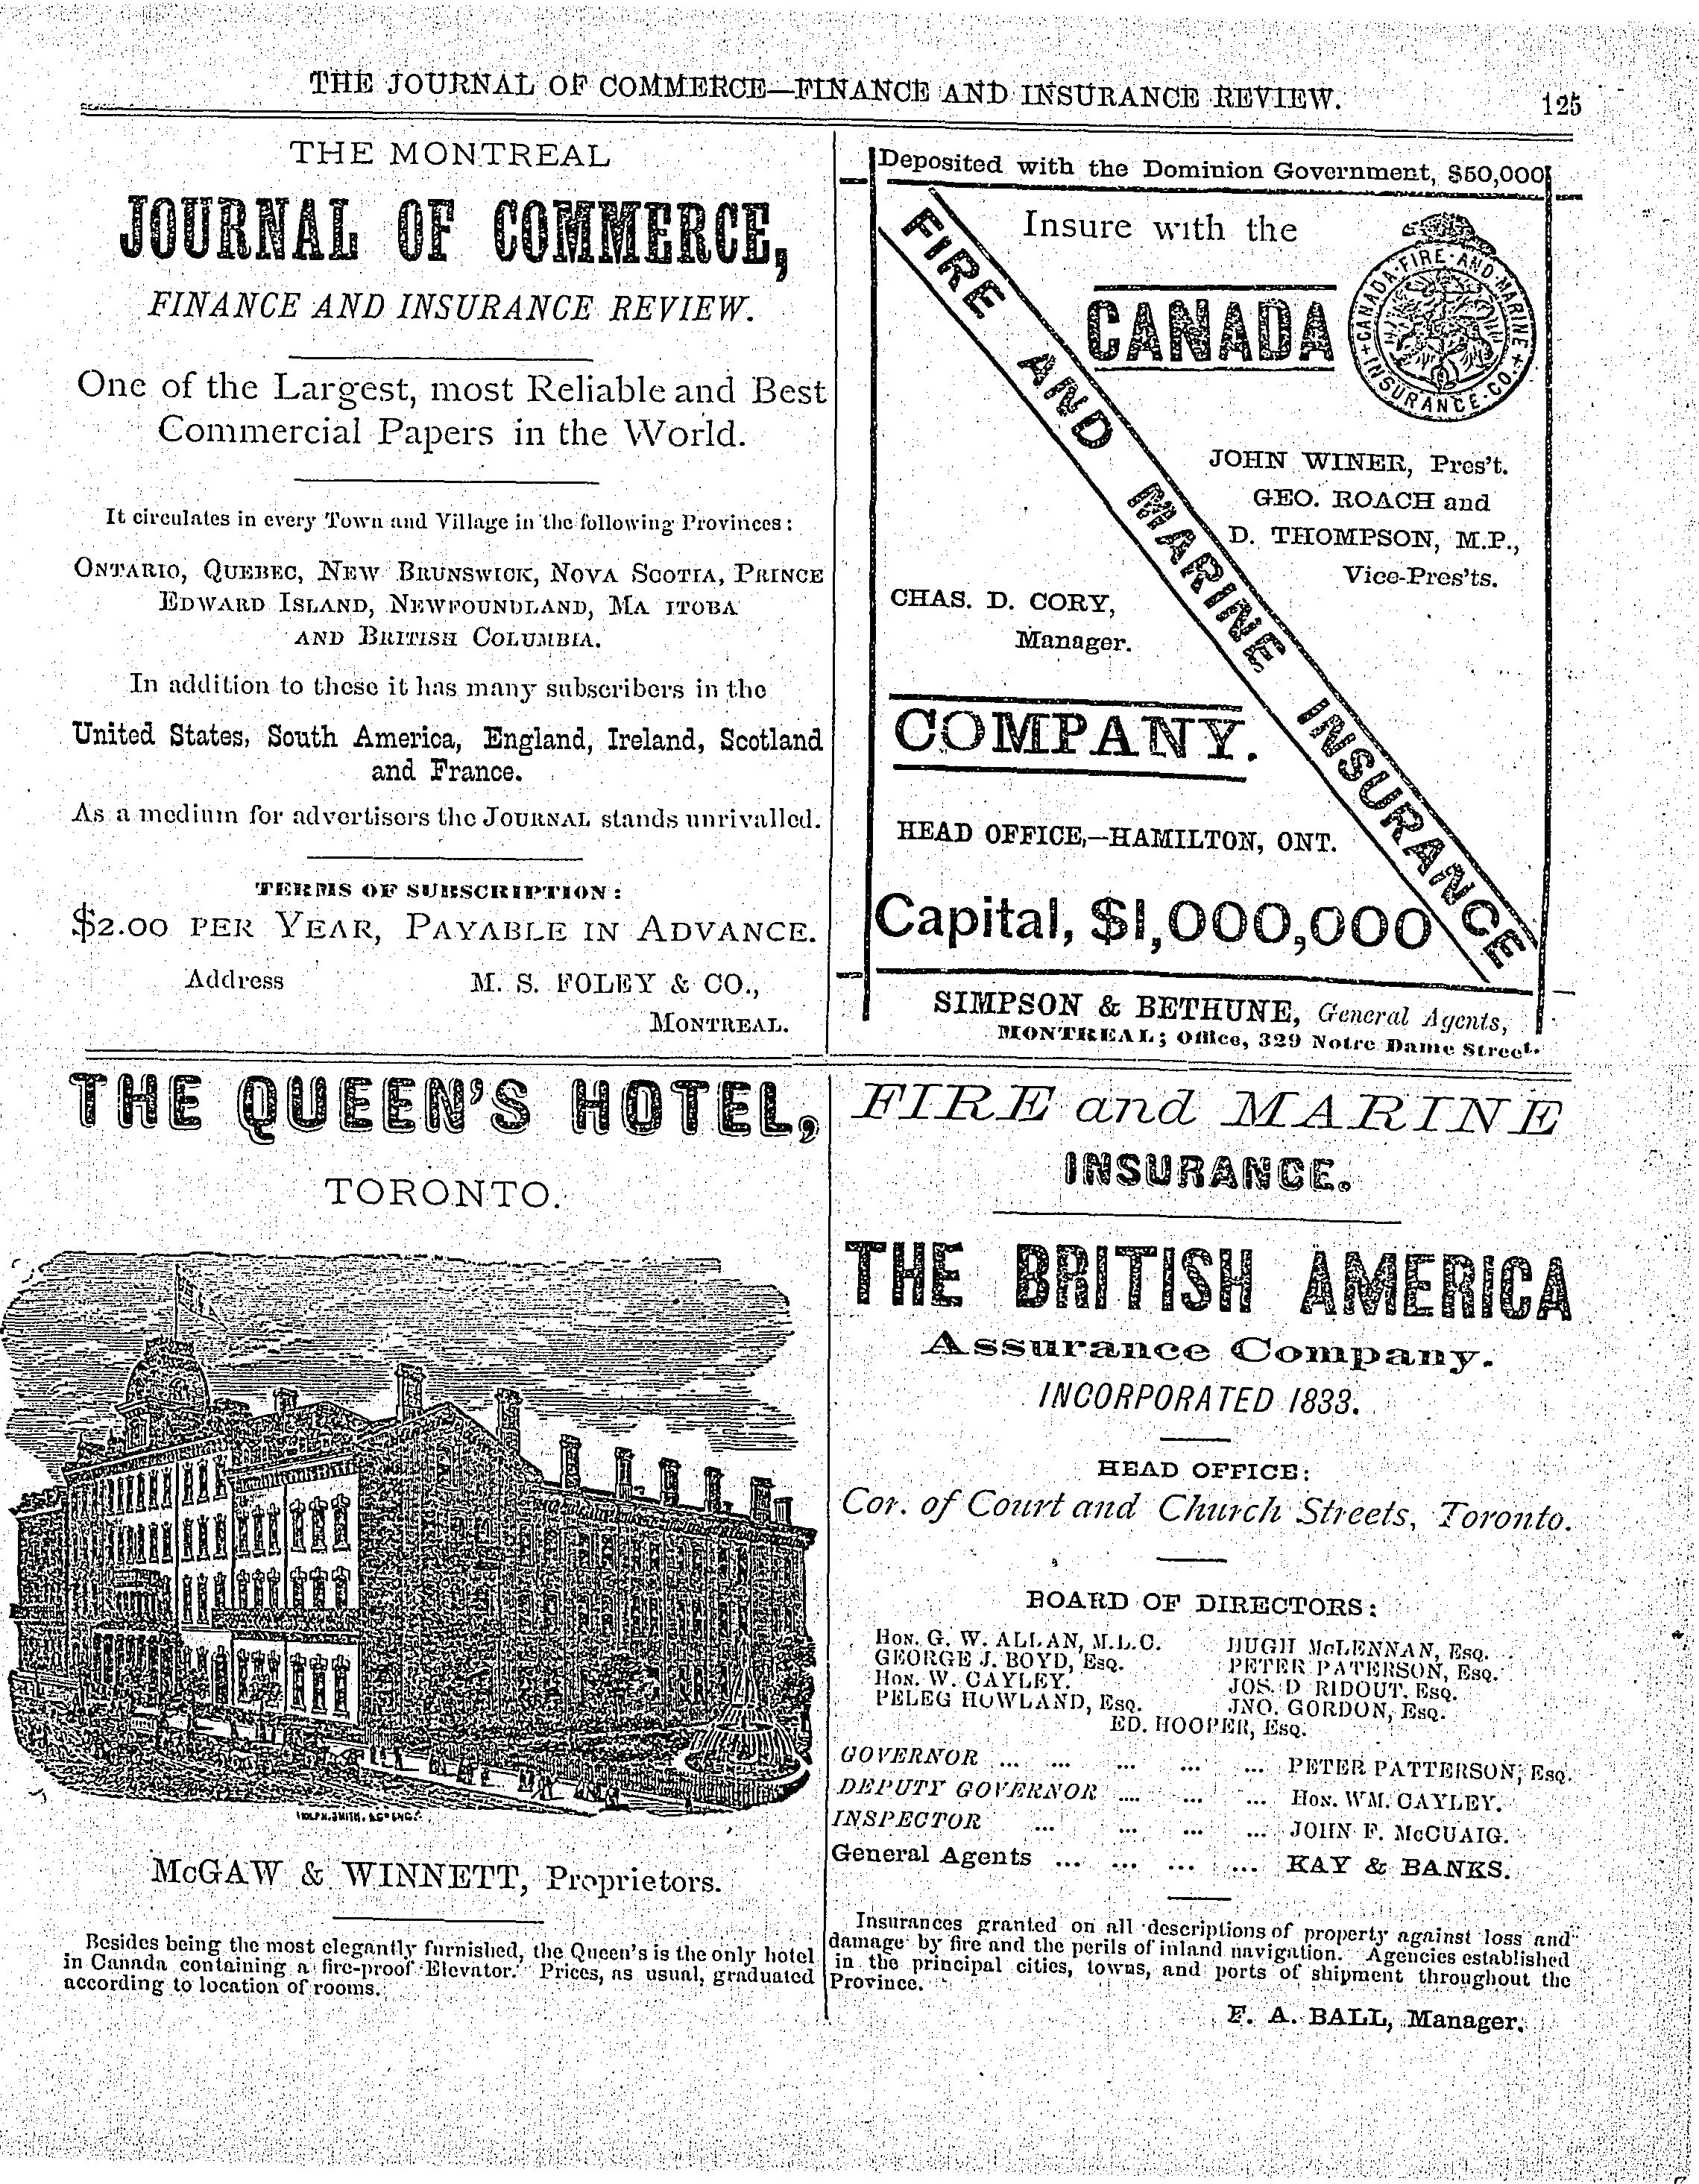 THE JOURNAL OF COMMERCE—FINANCE AND INSURANCE REVIEW. 125
THE MONTREAL
JOURNAL OF COMMERCE,
FINANCE AND INSURANCE REVIEW.
One of the Largest, most Reliable and Best
Commercial Papers in the World.
It circulates in every Town and Village in the following Provinces:
ONTARIO, QUEBEC, NEW BRUNSWICK, NOVA SCOTIA, PRINCE
EDWARD ISLAND, NEWFOUNDLAND, MA ITOBA
AND BRITISH COLUMBIA.
In addition to these it has many subscribers in the
United States, South America, England, Ireland, Scotland
and France.
As a medium for advertisers the JOURNAL stands unrivalled.
TERMS OF SUBSCRIPTION:
$2.00 PER YEAR, PAYABLE IN ADVANCE.
Address M. S. FOLEY & CO.,
MONTREAL.
Deposited with the Dominion Government, $50,000
Insure with the
CANADA
FIRE AND MARINE INSURANCE
CANADA·FIRE·AND·MARINE
INSURANCE·CO.
JOHN WINER, Pres't.
GEO. ROACH and
D. THOMPSON, M.P.,
Vice-Pres'ts.
CHAS. D. CORY,
Manager.
COMPANY.
HEAD OFFICE,—HAMILTON, ONT.
Capital, $1,000,000
SIMPSON & BETHUNE, General Agents,
MONTREAL; Office, 329 Notre Dame Street.
THE QUEEN'S HOTEL,
TORONTO.
McGAW & WINNETT, Proprietors.
Besides being the most elegantly furnished, the Queen's is the only hotel
in Canada containing a fire-proof Elevator. Prices, as usual, graduated
according to location of rooms.
FIRE and MARINE
INSURANCE.
THE BRITISH AMERICA
Assurance Company.
INCORPORATED 1833.
HEAD OFFICE:
Cor. of Court and Church Streets, Toronto.
BOARD OF DIRECTORS:
HON. G. W. ALLAN, M.L.C. HUGH McLENNAN, ESQ.
GEORGE J. BOYD, ESQ. PETER PATERSON, ESQ.
HON. W. CAYLEY. JOS. D RIDOUT, ESQ.
PELEG HOWLAND, ESQ. JNO. GORDON, ESQ.
ED. HOOPER, ESQ.
GOVERNOR ... ... ... ... ... PETER PATTERSON, ESQ.
DEPUTY GOVERNOR .... ... ... HON. WM. CAYLEY.
INSPECTOR ... ... ... ... JOHN F. McCUAIG.
General Agents ... ... ... ... KAY & BANKS.
Insurances granted on all descriptions of property against loss and
damage by fire and the perils of inland navigation. Agencies established
in the principal cities, towns, and ports of shipment throughout the
Province.
F. A. BALL, Manager.